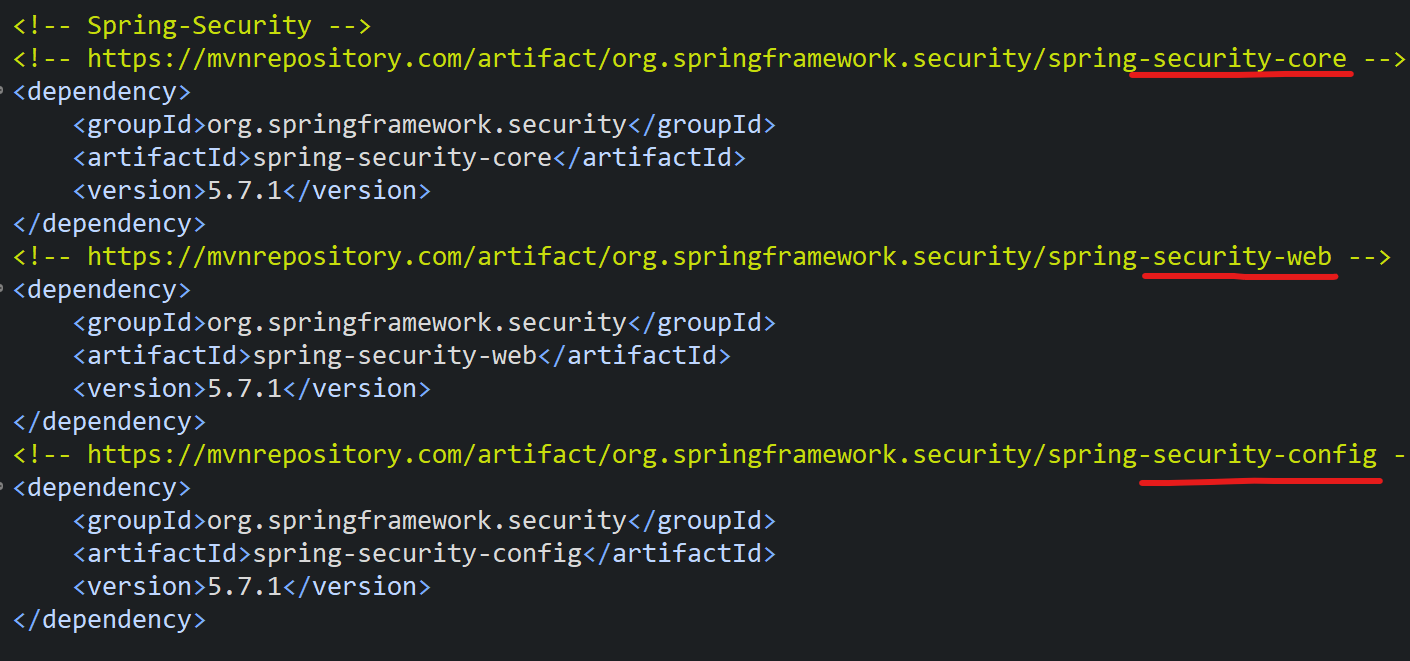 <!-- Spring-Security -->
<!-- https://mvnrepository.com/artifact/org.springframework.security/spring-security-core -->
<dependency>
    <groupId>org.springframework.security</groupId>
    <artifactId>spring-security-core</artifactId>
    <version>5.7.1</version>
</dependency>
<!-- https://mvnrepository.com/artifact/org.springframework.security/spring-security-web -->
<dependency>
    <groupId>org.springframework.security</groupId>
    <artifactId>spring-security-web</artifactId>
    <version>5.7.1</version>
</dependency>
<!-- https://mvnrepository.com/artifact/org.springframework.security/spring-security-config -
<dependency>
    <groupId>org.springframework.security</groupId>
    <artifactId>spring-security-config</artifactId>
    <version>5.7.1</version>
</dependency>